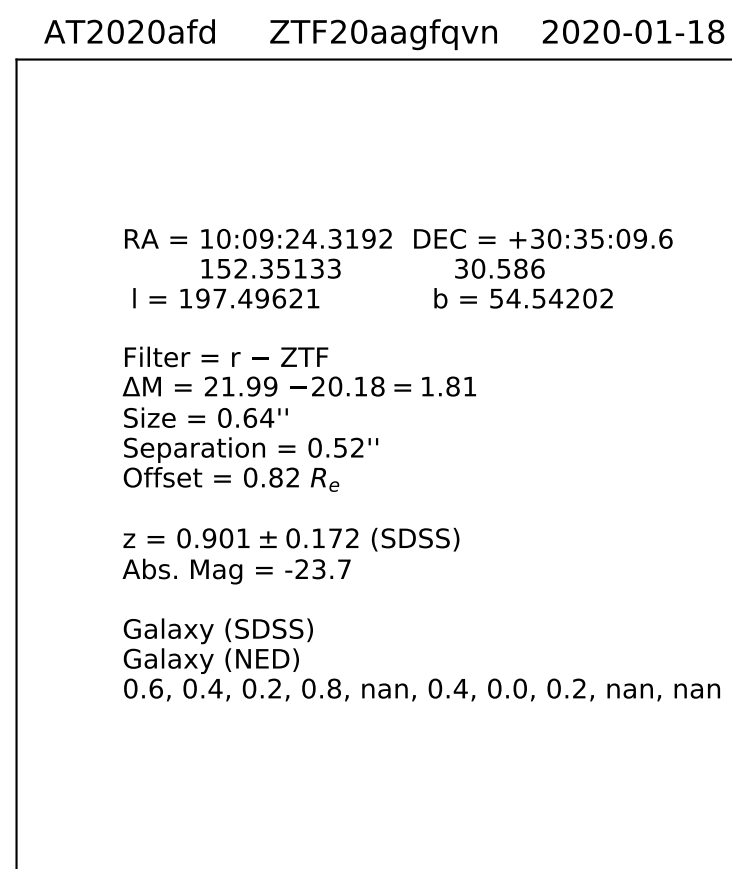 AT2020afd ZTF20aagfqvn 2020-01-18
RA = 10:09:24.3192 DEC = +30:35:09.6
152.35133 30.586
l = 197.49621 b = 54.54202
Filter = r − ZTF
ΔM = 21.99 −20.18 = 1.81
Size = 0.64''
Separation = 0.52''
Offset = 0.82 Re
z = 0.901 ± 0.172 (SDSS)
Abs. Mag = -23.7
Galaxy (SDSS)
Galaxy (NED)
0.6, 0.4, 0.2, 0.8, nan, 0.4, 0.0, 0.2, nan, nan